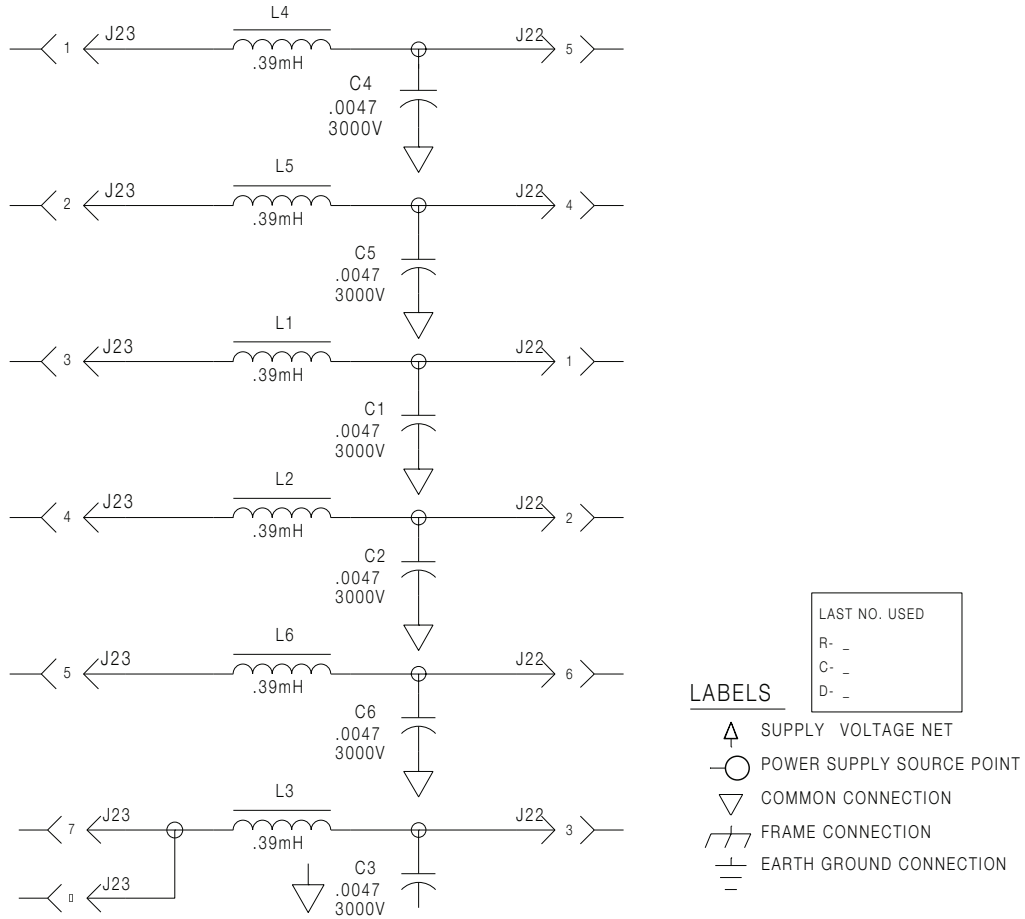 L4
1 J23 J22 5
.39mH
C4
.0047
3000V
L5
2 J23 J22 4
.39mH
C5
.0047
3000V
L1
3 J23 J22 1
.39mH
C1
.0047
3000V
L2
4 J23 J22 2
.39mH
C2
.0047
3000V
L6
5 J23 J22 6
.39mH
C6
.0047
3000V
L3
7 J23 J22 3
.39mH
C3
.0047
3000V
J23
LAST NO. USED
R- _
C- _
D- _
LABELS
SUPPLY VOLTAGE NET
POWER SUPPLY SOURCE POINT
COMMON CONNECTION
FRAME CONNECTION
EARTH GROUND CONNECTION